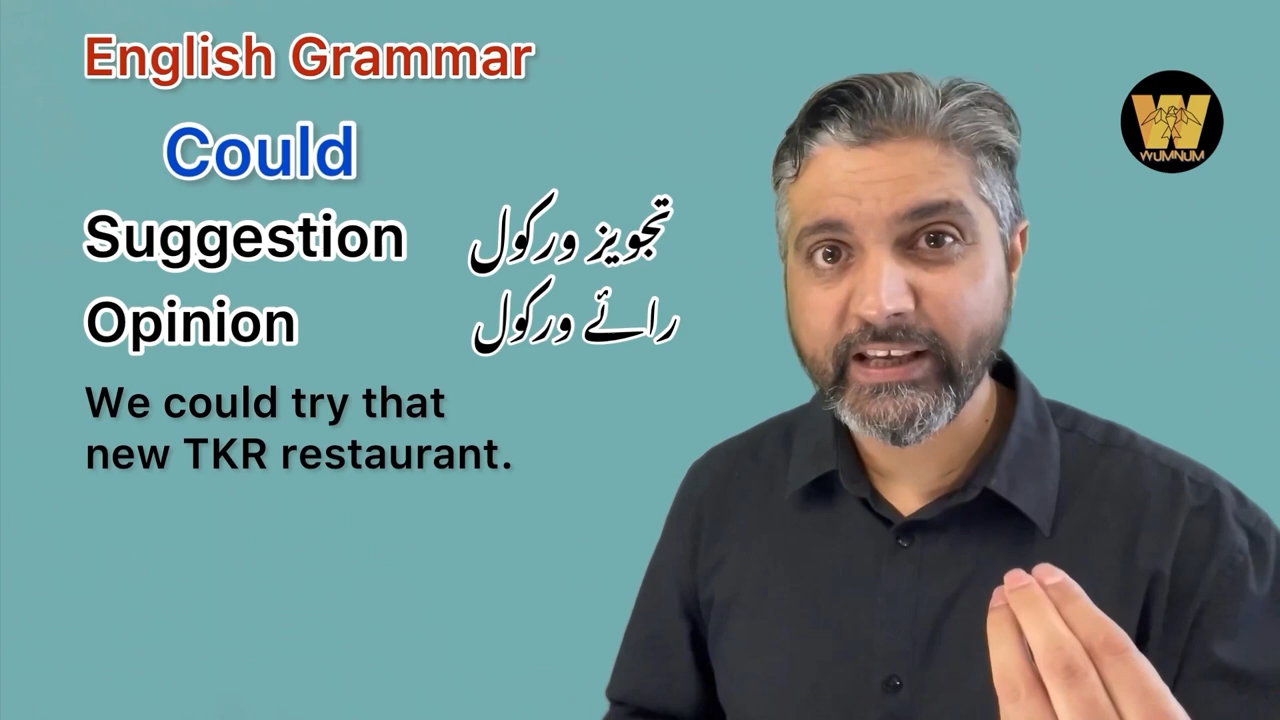 English Grammar
Could
Suggestion تجویز ورکول
Opinion رائے ورکول
We could try that
new TKR restaurant.
WUMNUM